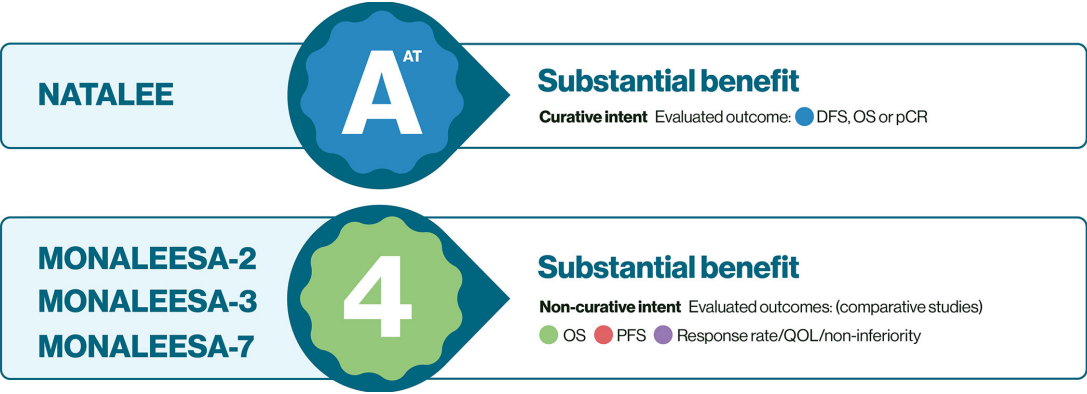 NATALEE
A AT
Substantial benefit
Curative intent Evaluated outcome: DFS, OS or pCR
MONALEESA-2
MONALEESA-3
MONALEESA-7
4
Substantial benefit
Non-curative intent Evaluated outcomes: (comparative studies)
OS PFS Response rate/QOL/non-inferiority